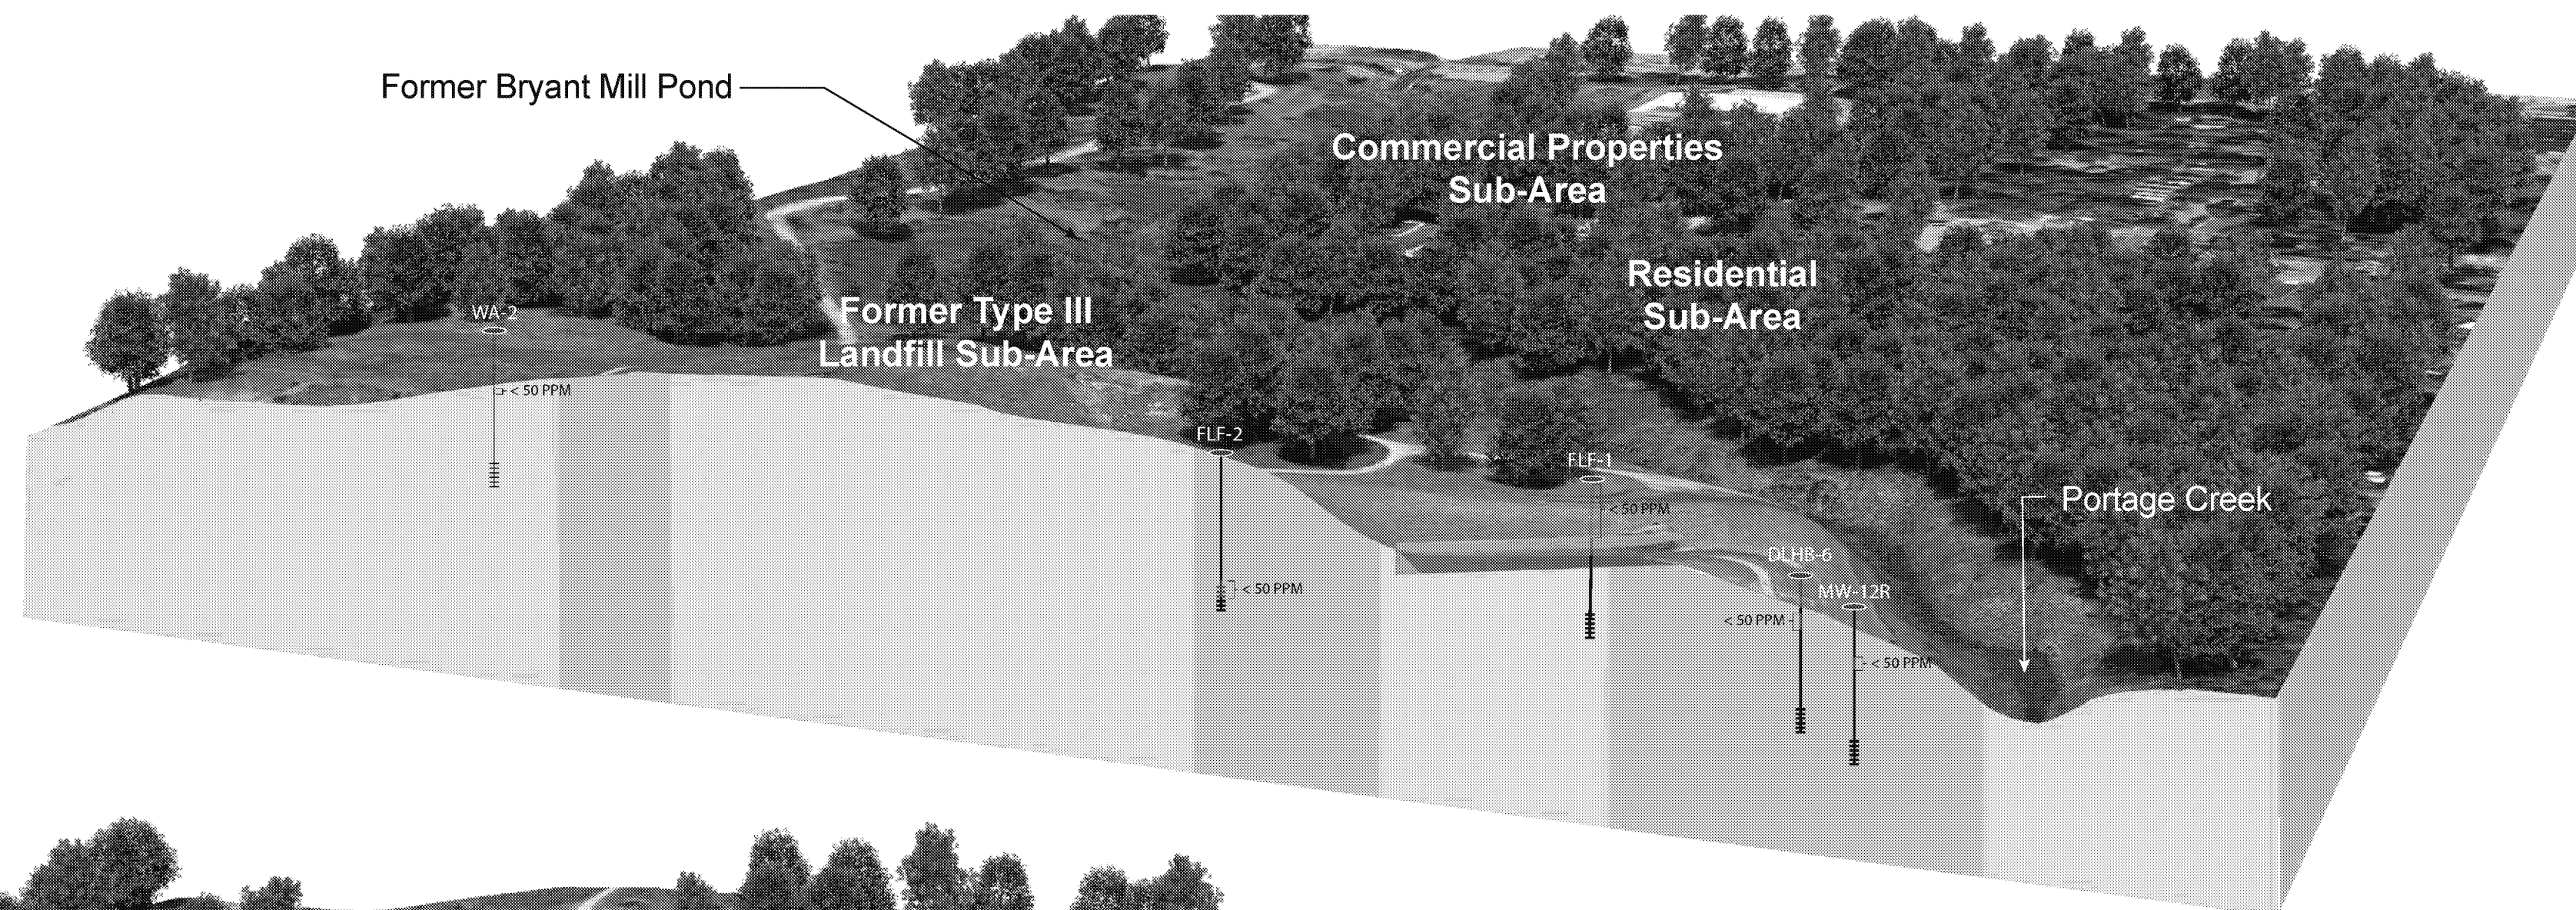 Former Bryant Mill Pond
Commercial Properties
Sub-Area
Residential
Sub-Area
WA-2
Former Type III
Landfill Sub-Area
< 50 PPM
FLF-2
FLF-1
Portage Creek
< 50 PPM
DLHB-6
MW-12R
< 50 PPM
< 50 PPM
< 50 PPM